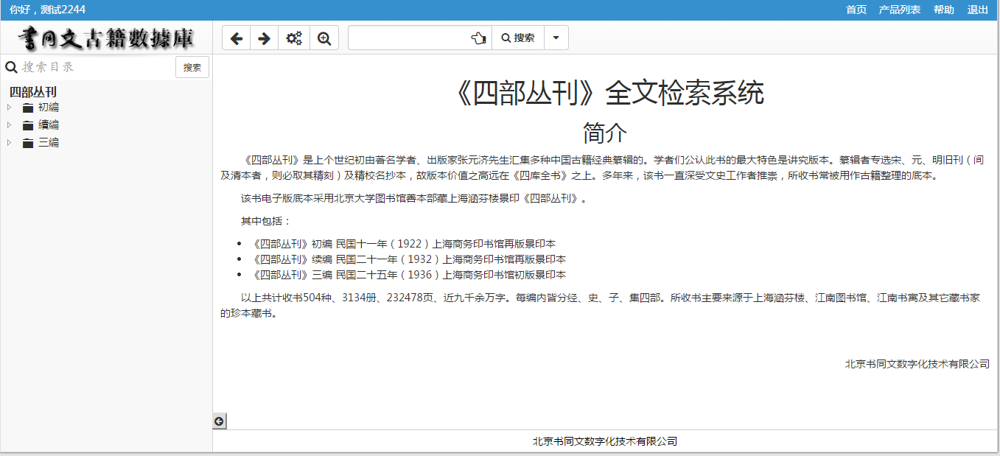 你好，测试2244
首页 产品列表 帮助 退出
書同文古籍數據庫
搜索
搜索目录 搜索
四部丛刊
初编
續编
三编
《四部丛刊》全文检索系统
简介
《四部丛刊》是上个世纪初由著名学者、出版家张元济先生汇集多种中国古籍经典纂辑的。学者们公认此书的最大特色是讲究版本。纂辑者专选宋、元、明旧刊（间
及清本者，则必取其精刻）及精校名抄本，故版本价值之高远在《四库全书》之上。多年来，该书一直深受文史工作者推崇，所收书常被用作古籍整理的底本。
该书电子版底本采用北京大学图书馆善本部藏上海涵芬楼景印《四部丛刊》。
其中包括：
《四部丛刊》初编 民国十一年（1922）上海商务印书馆再版景印本
《四部丛刊》续编 民国二十一年（1932）上海商务印书馆再版景印本
《四部丛刊》三编 民国二十五年（1936）上海商务印书馆初版景印本
以上共计收书504种、3134册、232478页、近九千余万字。每编内皆分经、史、子、集四部。所收书主要来源于上海涵芬楼、江南图书馆、江南书寓及其它藏书家
的珍本藏书。
北京书同文数字化技术有限公司
北京书同文数字化技术有限公司